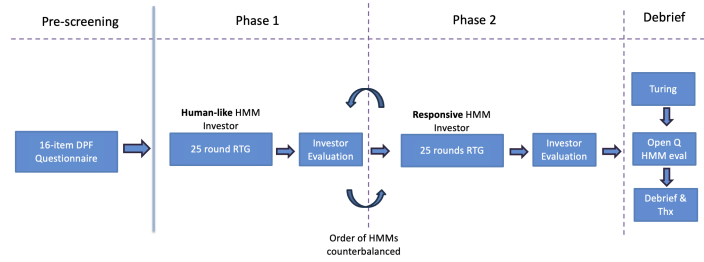 Pre-screening
Phase 1
Phase 2
Debrief
16-item DPF
Questionnaire
Human-like HMM
Investor
25 round RTG
Investor
Evaluation
Responsive HMM
Investor
25 rounds RTG
Investor
Evaluation
Turing
Open Q
HMM eval
Debrief &
Thx
Order of HMMs
counterbalanced